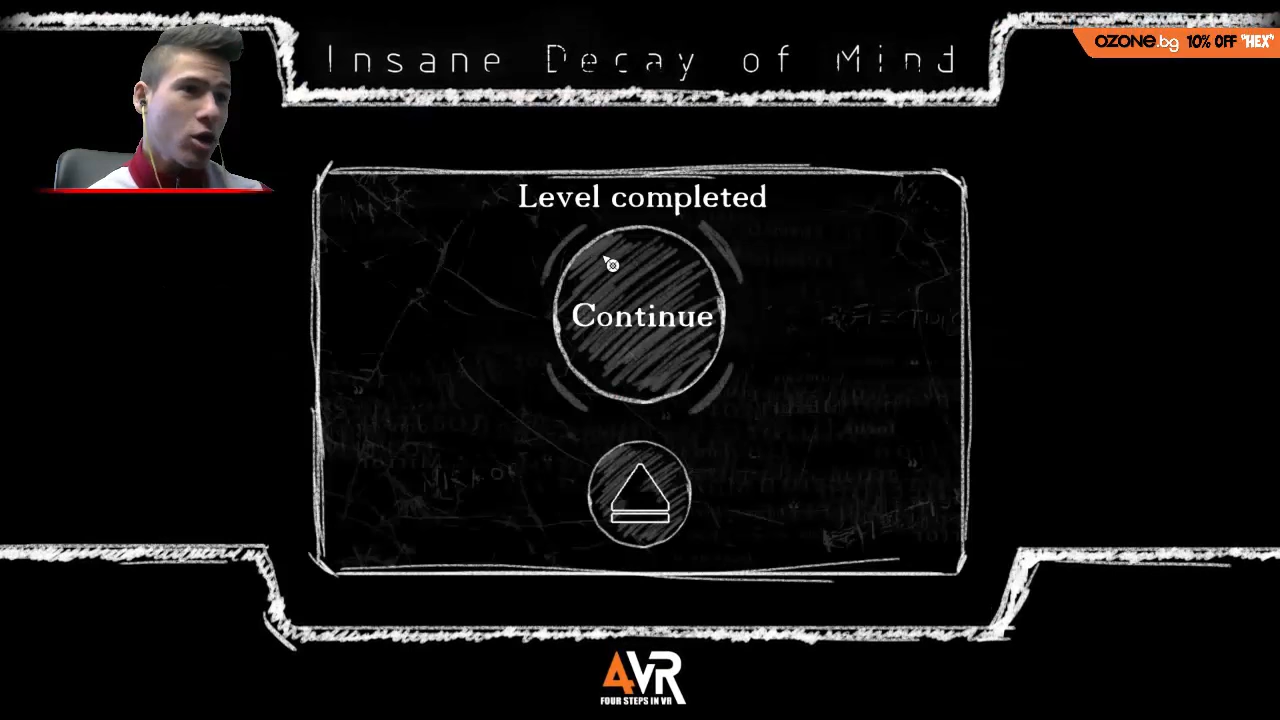 Insane Decay of Mind
OZONE.bg 10% OFF "HEX"
Level completed
Continue
4VR
FOUR STEPS IN VR